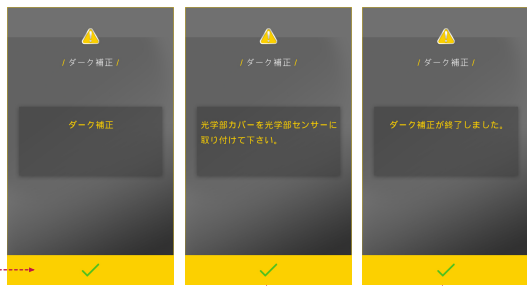 / ダーク補正 /
ダーク補正
/ ダーク補正 /
光学部カバーを光学部センサーに
取り付けて下さい。
/ ダーク補正 /
ダーク補正が終了しました。